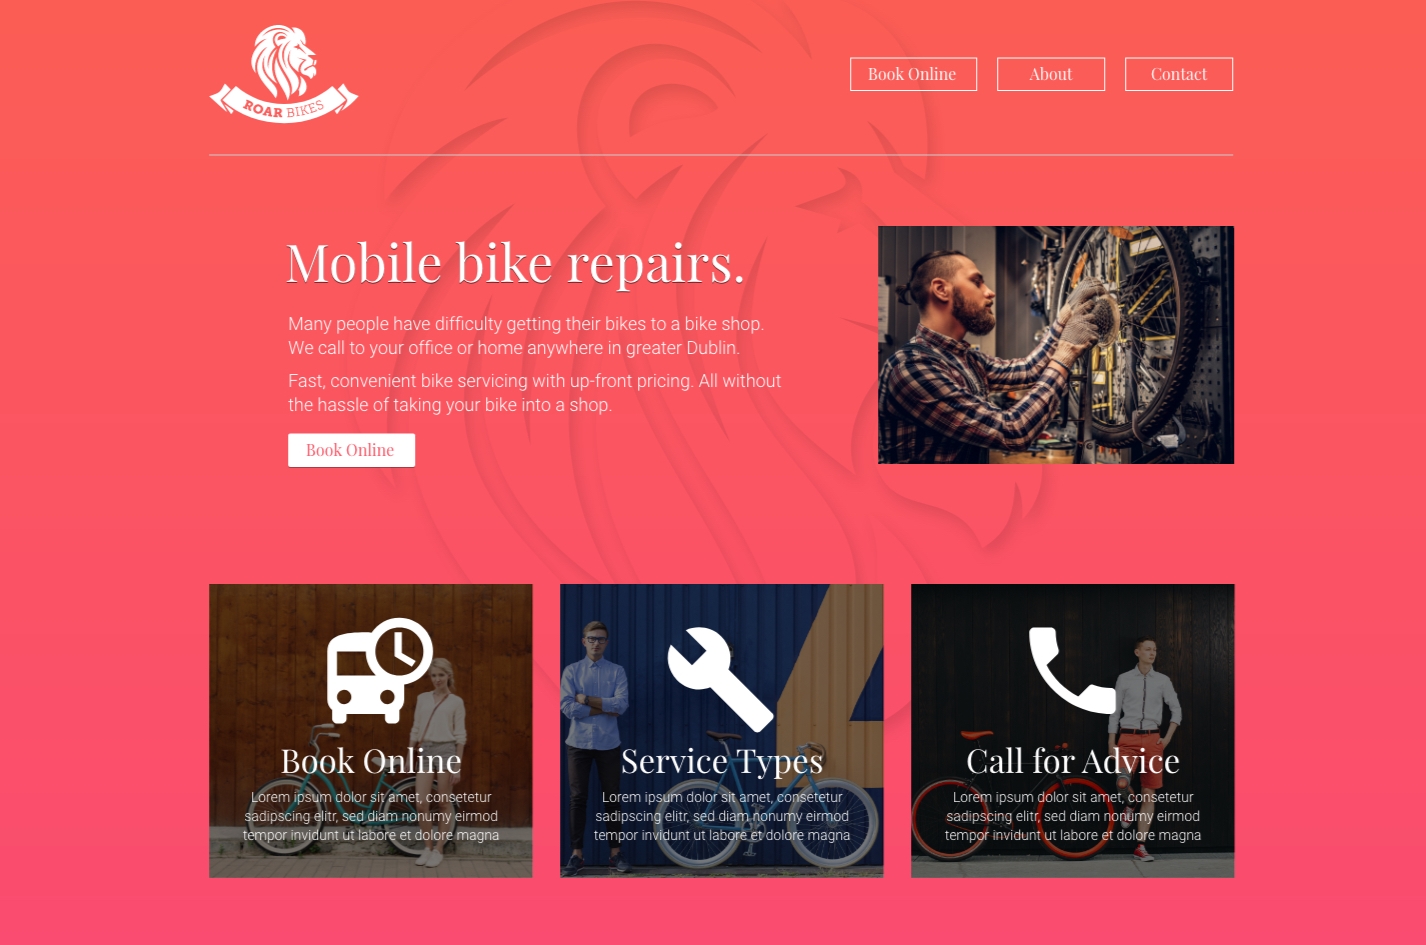 ROAR BIKES
Book Online
About
Contact
Mobile bike repairs.
Many people have difficulty getting their bikes to a bike shop.
We call to your office or home anywhere in greater Dublin.
Fast, convenient bike servicing with up-front pricing. All without
the hassle of taking your bike into a shop.
Book Online
Book Online
Lorem ipsum dolor sit amet, consetetur
sadipscing elitr, sed diam nonumy eirmod
tempor invidunt ut labore et dolore magna
Service Types
Lorem ipsum dolor sit amet, consetetur
sadipscing elitr, sed diam nonumy eirmod
tempor invidunt ut labore et dolore magna
Call for Advice
Lorem ipsum dolor sit amet, consetetur
sadipscing elitr, sed diam nonumy eirmod
tempor invidunt ut labore et dolore magna